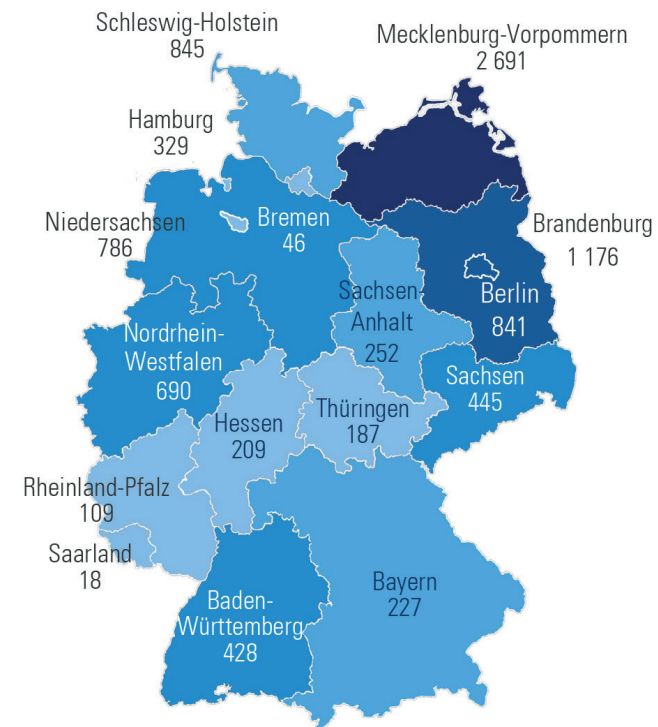 Schleswig-Holstein
845
Mecklenburg-Vorpommern
2 691
Hamburg
329
Niedersachsen
786
Bremen
46
Brandenburg
1 176
Berlin
841
Sachsen-
Anhalt
252
Nordrhein-
Westfalen
690
Sachsen
445
Hessen
209
Thüringen
187
Rheinland-Pfalz
109
Saarland
18
Baden-
Württemberg
428
Bayern
227